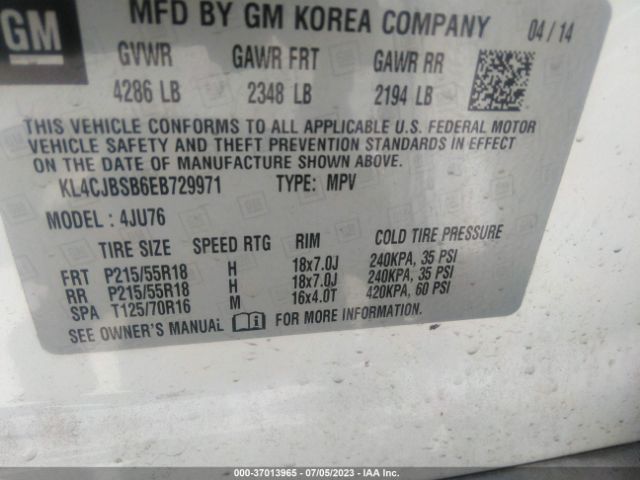 GM
MFD BY GM KOREA COMPANY 04/14
GVWR GAWR FRT GAWR RR
4286 LB 2348 LB 2194 LB
THIS VEHICLE CONFORMS TO ALL APPLICABLE U.S. FEDERAL MOTOR
VEHICLE SAFETY AND THEFT PREVENTION STANDARDS IN EFFECT
ON THE DATE OF MANUFACTURE SHOWN ABOVE.
KL4CJBSB6EB729971 TYPE: MPV
MODEL : 4JU76
TIRE SIZE SPEED RTG RIM COLD TIRE PRESSURE
FRT P215/55R18 H 18x7.0J 240KPA, 35 PSI
RR P215/55R18 H 18x7.0J 240KPA, 35 PSI
SPA T125/70R16 M 16x4.0T 420KPA, 60 PSI
SEE OWNER'S MANUAL FOR MORE INFORMATION.
000-37013965 | 07/05/2023 | IAA Inc.